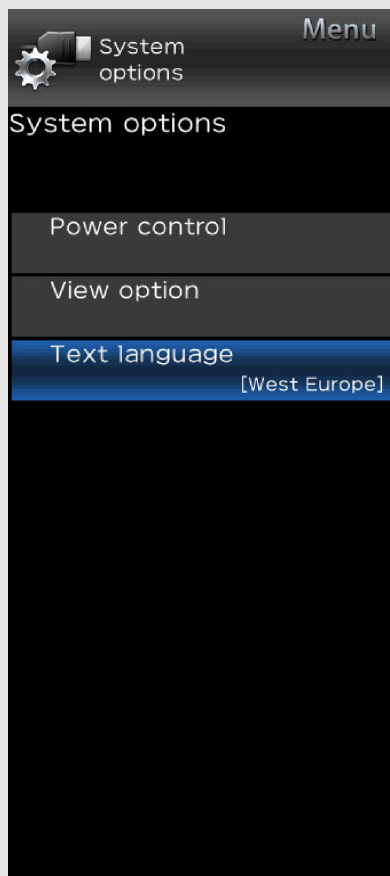 Menu
System
options
System options
Power control
View option
Text language
[West Europe]